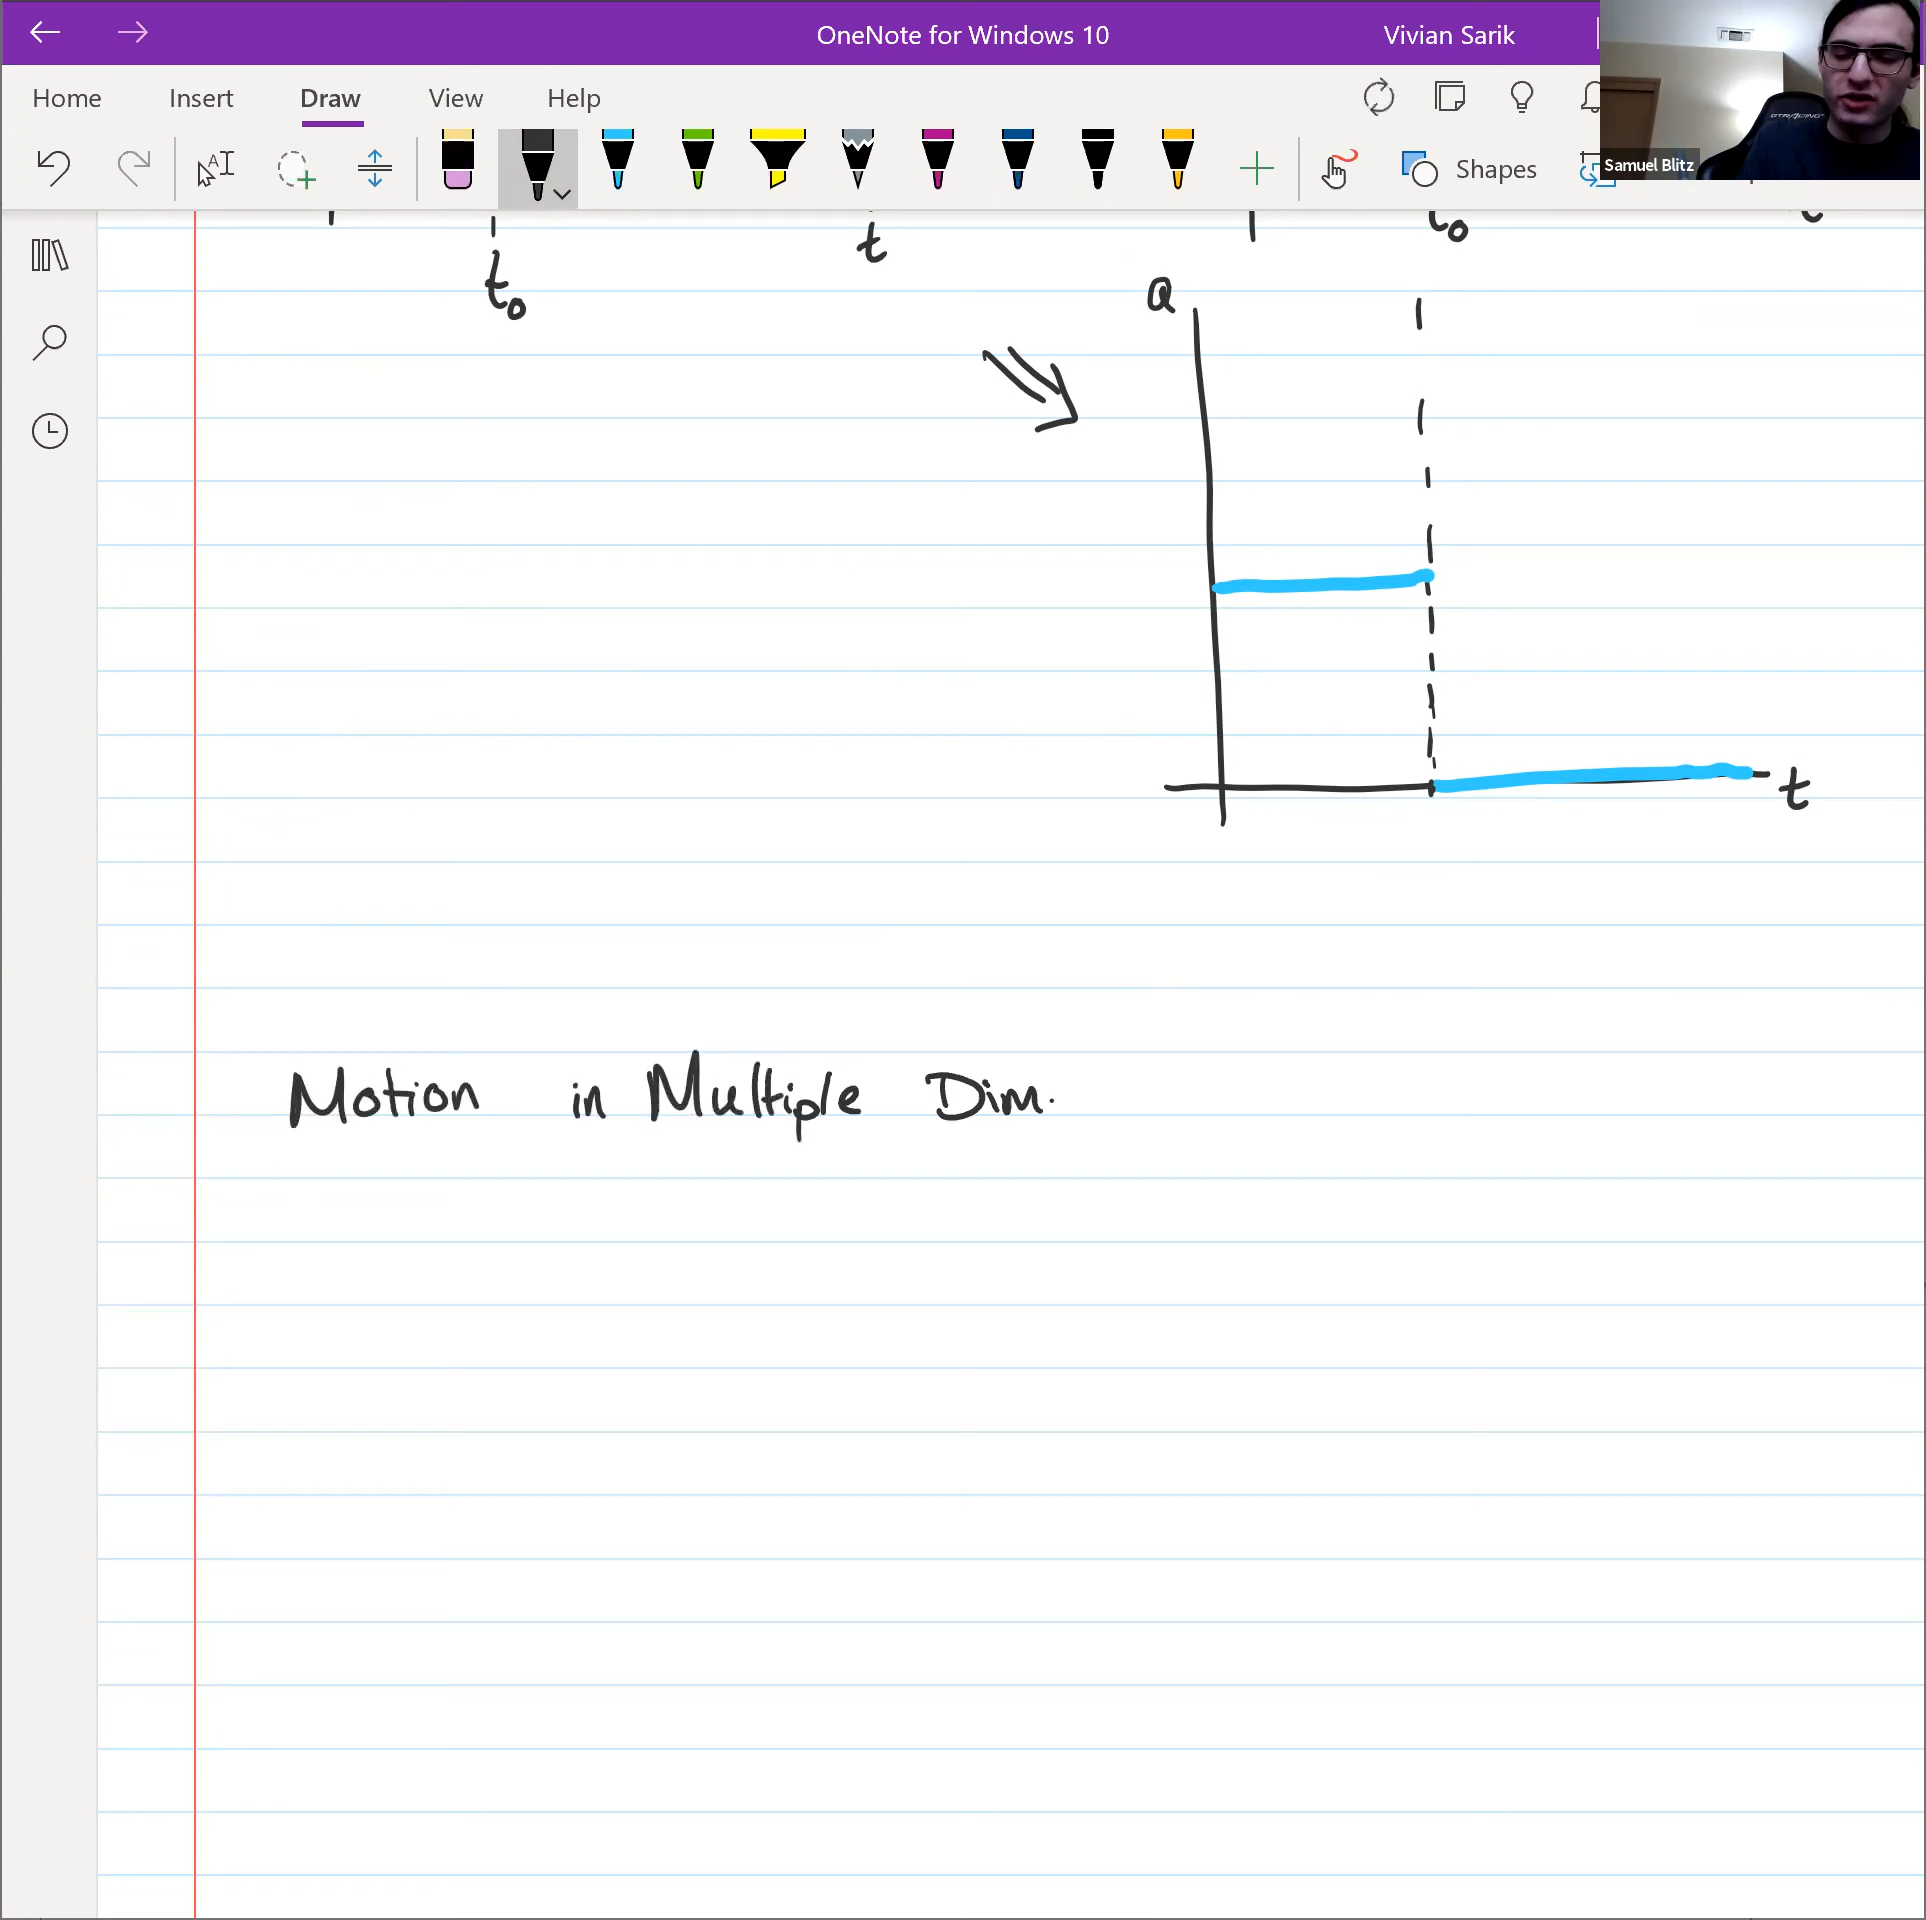 OneNote for Windows 10
Vivian Sarik
Home Insert Draw View Help
Shapes
GTRACING
Samuel Blitz
t
t₀
t₀
a
t
Motion in Multiple Dim.